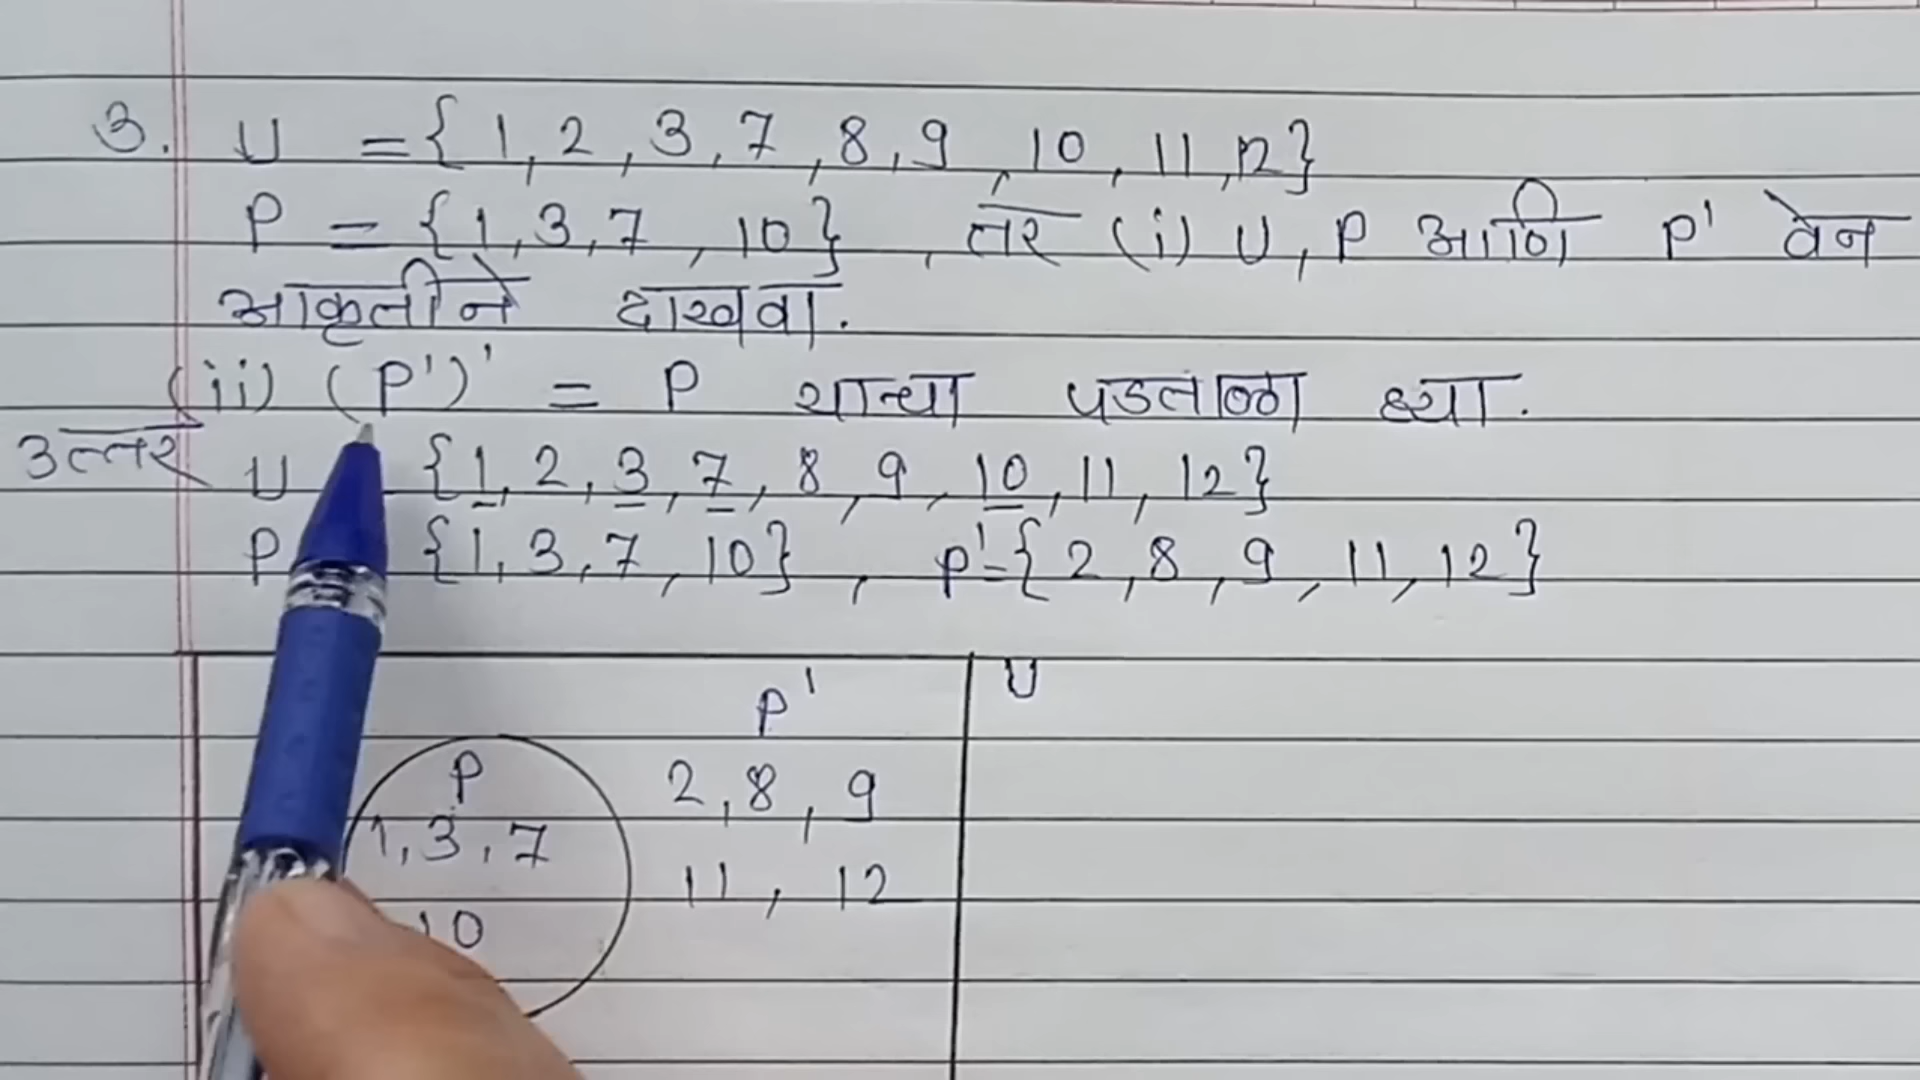 3. U = { 1, 2, 3, 7, 8, 9, 10, 11, 12}
P = {1, 3, 7, 10} , तर (i) U, P आणि P' वेन
आकृतीने दाखवा.
(ii) (P')' = P याचा पडताळा घ्या.
उत्तर U {1, 2, 3, 7, 8, 9, 10, 11, 12}
P {1, 3, 7, 10} , P'={ 2, 8, 9, 11, 12}
P' U
P 2, 8, 9
1, 3, 7
11, 12
10